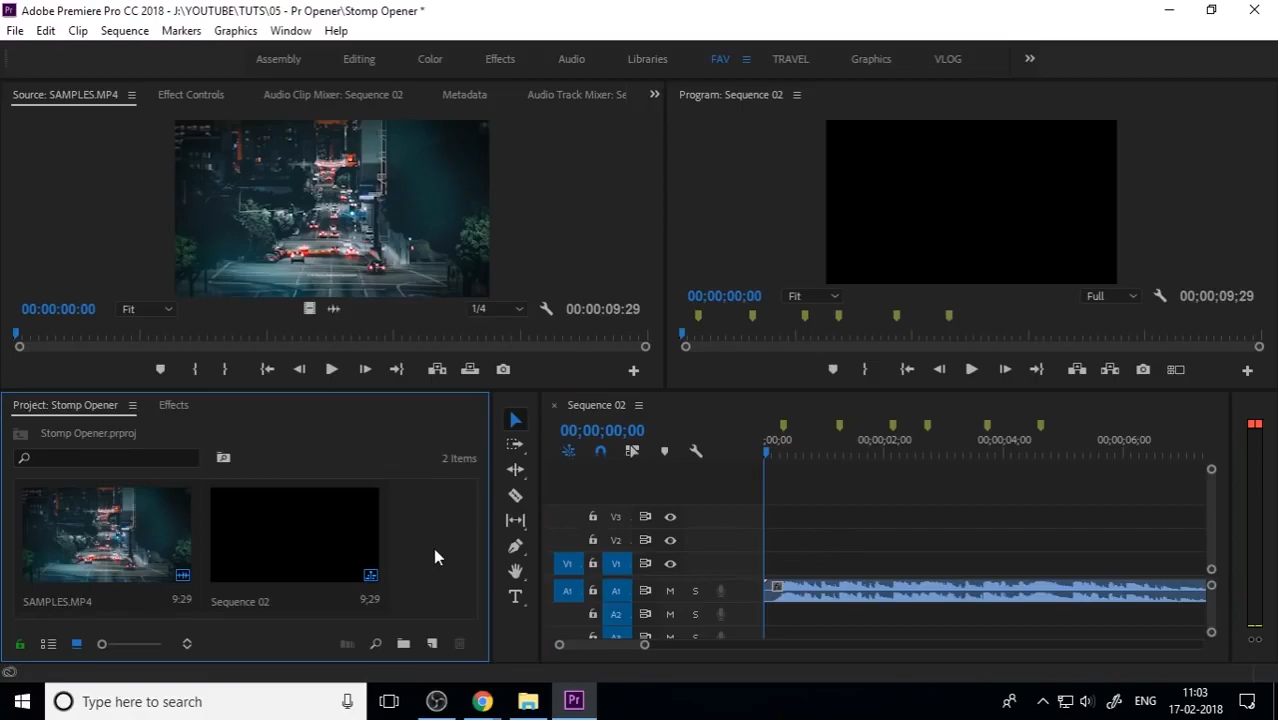 Pr Adobe Premiere Pro CC 2018 - J:\YOUTUBE\TUTS\05 - Pr Opener\Stomp Opener *
File Edit Clip Sequence Markers Graphics Window Help
Assembly Editing Color Effects Audio Libraries FAV TRAVEL Graphics VLOG
Source: SAMPLES.MP4 Effect Controls Audio Clip Mixer: Sequence 02 Metadata Audio Track Mixer: Se
Program: Sequence 02
00:00:00:00 Fit 1/4 00:00:09:29
00;00;00;00 Fit Full 00;00;09;29
Project: Stomp Opener Effects
Stomp Opener.prproj
2 Items
SAMPLES.MP4 9:29
Sequence 02 9;29
Sequence 02
00;00;00;00
;00;00 00;00;02;00 00;00;04;00 00;00;06;00
V3
V2
V1 V1
A1 A1 M S
A2 M S
Type here to search
Pr
ENG
11:03
17-02-2018